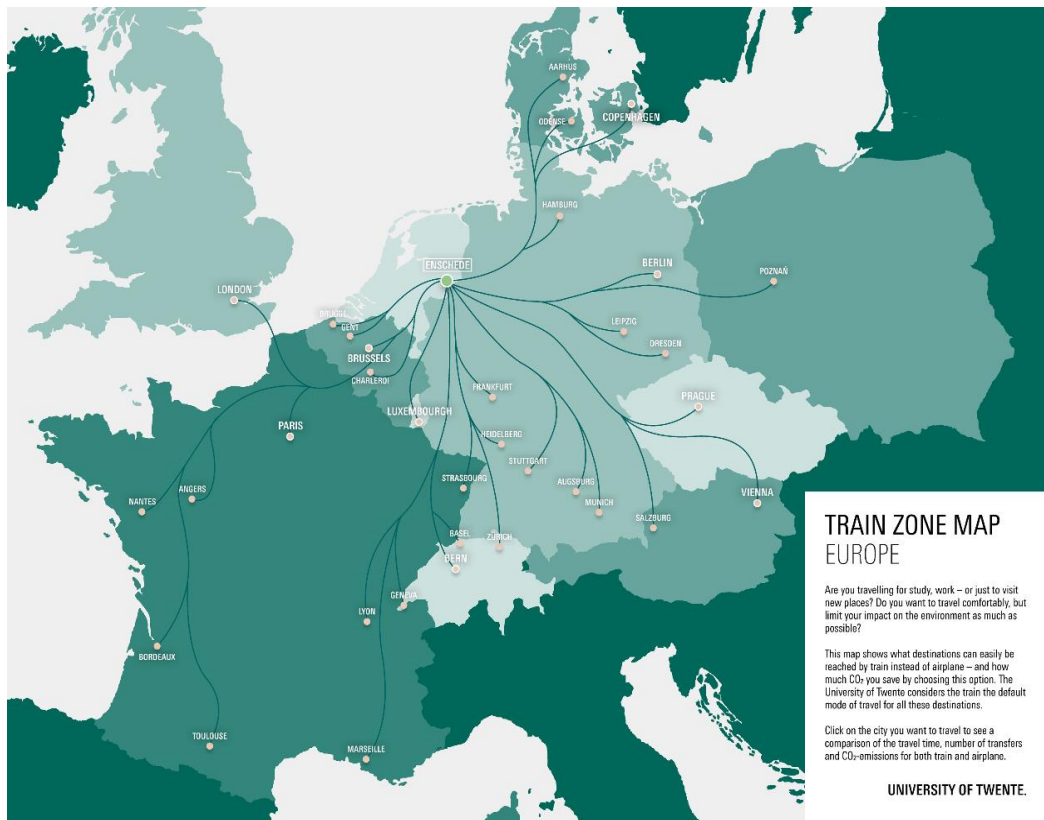 AARHUS
COPENHAGEN
ODENSE
HAMBURG
ENSCHEDE
BERLIN
POZNAŃ
LONDON
BRUGGE
GENT
LEIPZIG
BRUSSELS
DRESDEN
CHARLEROI
FRANKFURT
PRAGUE
LUXEMBOURGH
PARIS
HEIDELBERG
STUTTGART
STRASBOURG
AUGSBURG
VIENNA
ANGERS
NANTES
MUNICH
SALZBURG
BASEL
ZURICH
BERN
GENEVA
LYON
BORDEAUX
TOULOUSE
MARSEILLE
TRAIN ZONE MAP
EUROPE
Are you travelling for study, work – or just to visit
new places? Do you want to travel comfortably, but
limit your impact on the environment as much as
possible?
This map shows what destinations can easily be
reached by train instead of airplane – and how
much CO₂ you save by choosing this option. The
University of Twente considers the train the default
mode of travel for all these destinations.
Click on the city you want to travel to see a
comparison of the travel time, number of transfers
and CO₂-emissions for both train and airplane.
UNIVERSITY OF TWENTE.